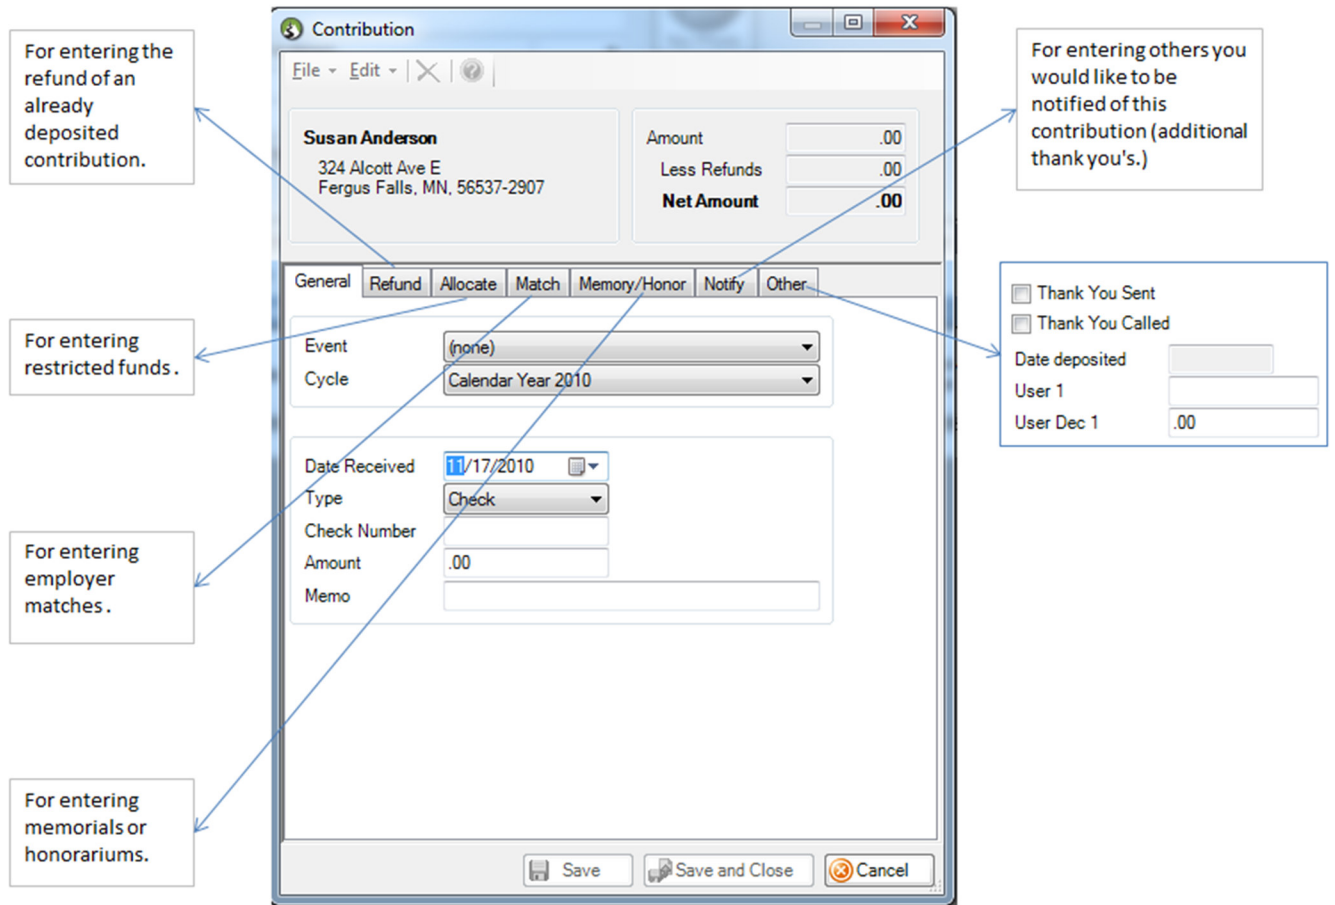 For entering the
refund of an
already
deposited
contribution.
For entering
restricted funds .
For entering
employer
matches .
For entering
memorials or
honorariums.
Contribution
File Edit
Susan Anderson
324 Alcott Ave E
Fergus Falls, MN, 56537-2907
Amount .00
Less Refunds .00
Net Amount .00
General Refund Allocate Match Memory/Honor Notify Other
Event (none)
Cycle Calendar Year 2010
Date Received 11/17/2010
Type Check
Check Number
Amount .00
Memo
Save Save and Close Cancel
For entering others you
would like to be
notified of this
contribution (additional
thank you's.)
Thank You Sent
Thank You Called
Date deposited
User 1
User Dec 1 .00